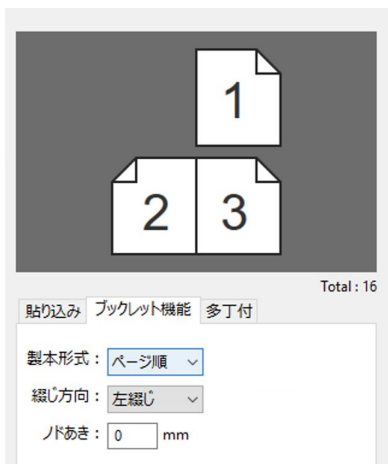 1
2 3
Total : 16
貼り込み ブックレット機能 多丁付
製本形式： ページ順
綴じ方向： 左綴じ
ノドあき： 0 mm